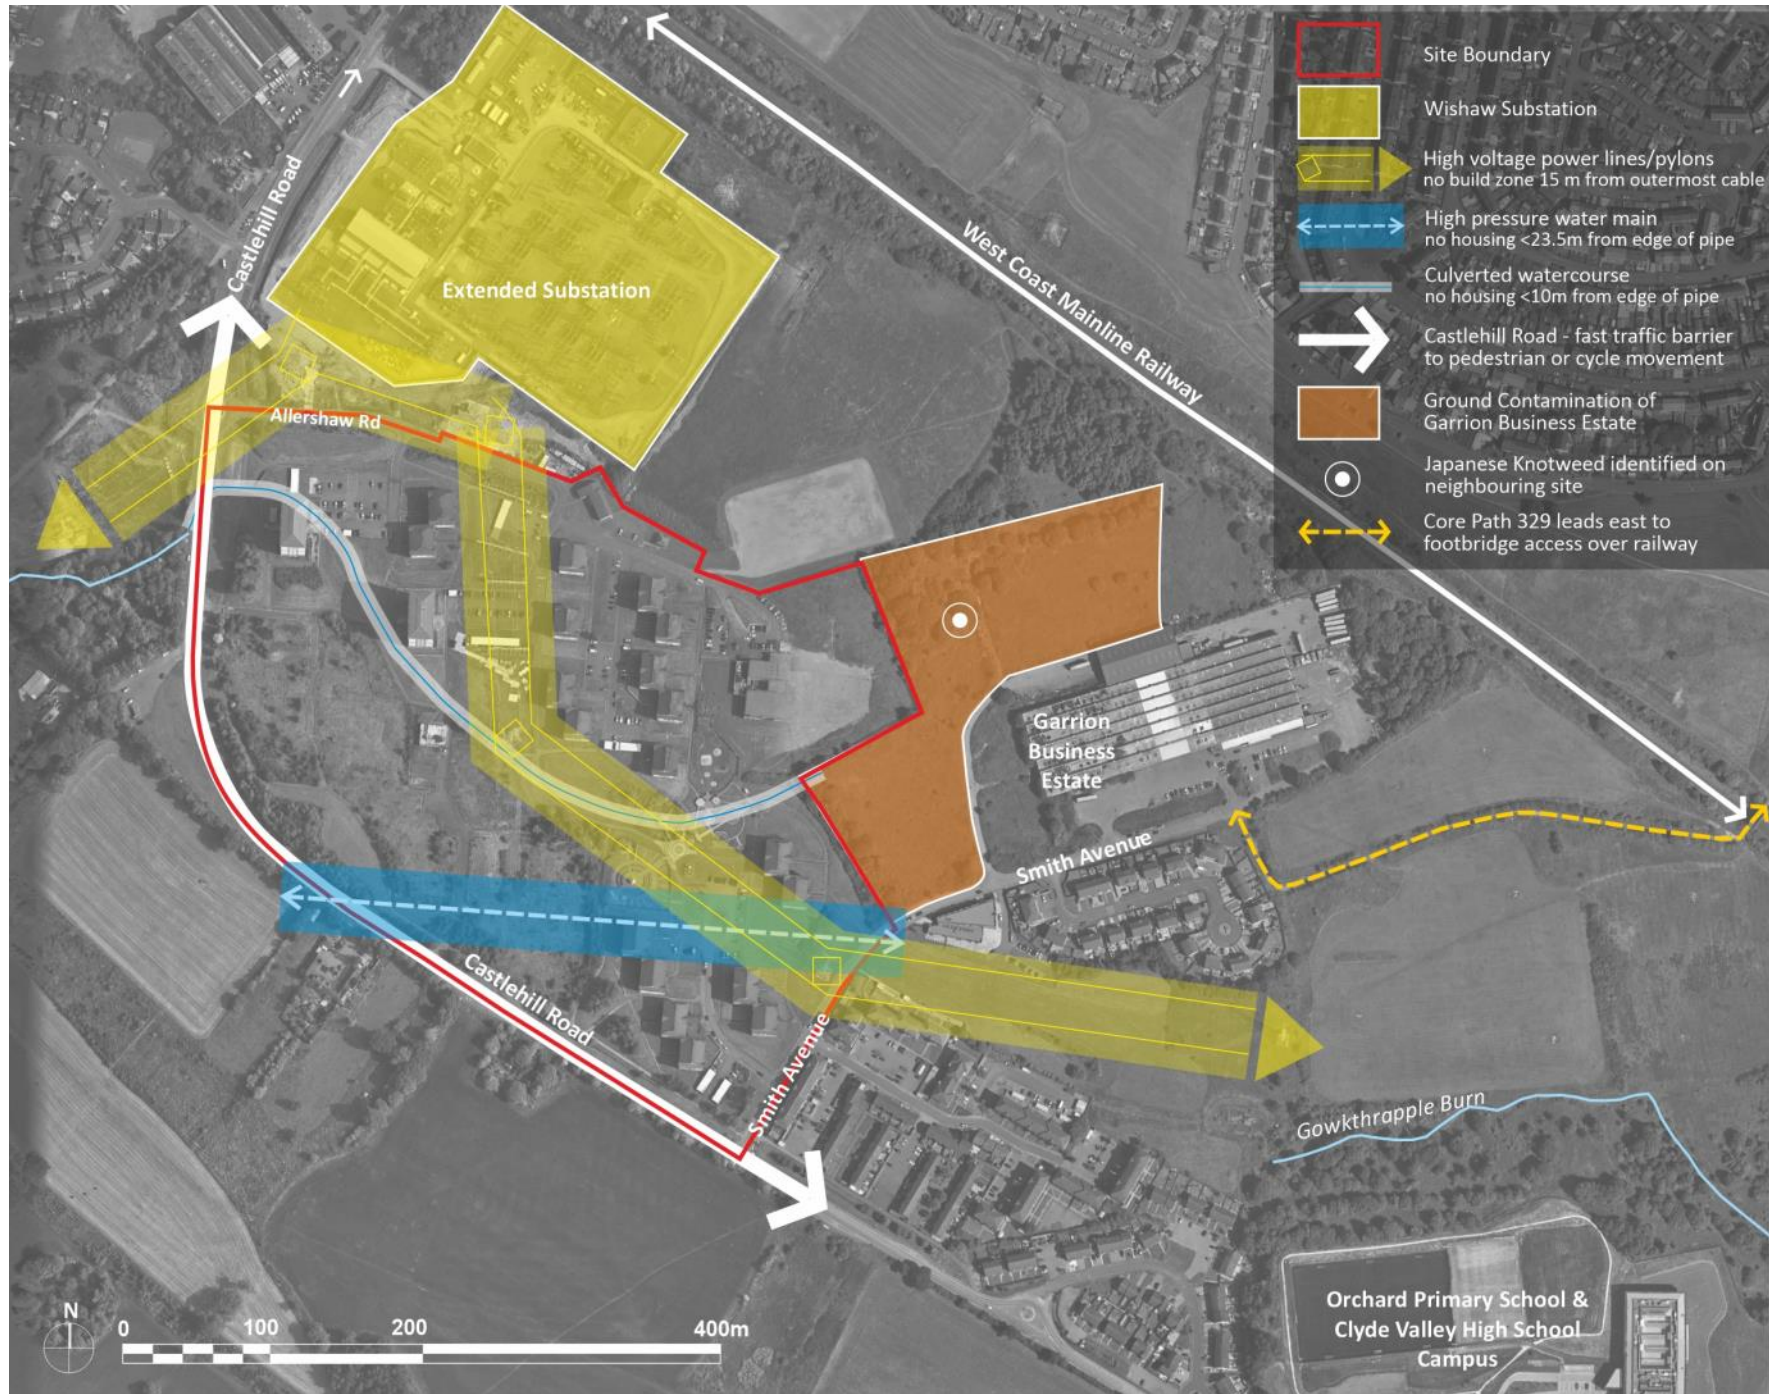 Site Boundary
Wishaw Substation
High voltage power lines/pylons
no build zone 15 m from outermost cable
High pressure water main
no housing <23.5m from edge of pipe
Culverted watercourse
no housing <10m from edge of pipe
Castlehill Road - fast traffic barrier
to pedestrian or cycle movement
Ground Contamination of
Garrion Business Estate
Japanese Knotweed identified on
neighbouring site
Core Path 329 leads east to
footbridge access over railway
Castlehill Road
Extended Substation
West Coast Mainline Railway
Allershaw Rd
Garrion
Business
Estate
Smith Avenue
Castlehill Road
Smith Avenue
Gowkthrapple Burn
Orchard Primary School &
Clyde Valley High School
Campus
N
0 100 200 400m